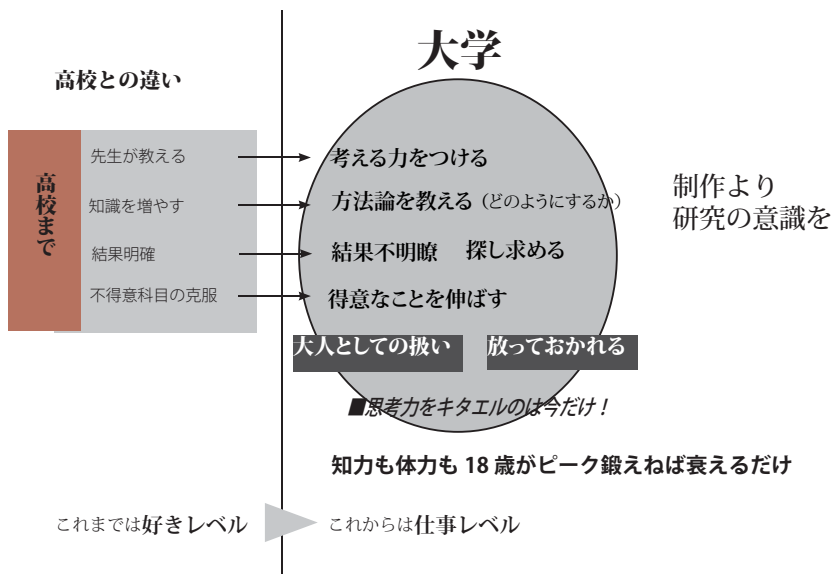 大学
高校との違い
高校まで
先生が教える
考える力をつける
知識を増やす
方法論を教える（どのようにするか）
結果明確
結果不明瞭　探し求める
不得意科目の克服
得意なことを伸ばす
制作より
研究の意識を
大人としての扱い
放っておかれる
■思考力をキタエルのは今だけ！
知力も体力も 18 歳がピーク鍛えねば衰えるだけ
これまでは好きレベル
これからは仕事レベル